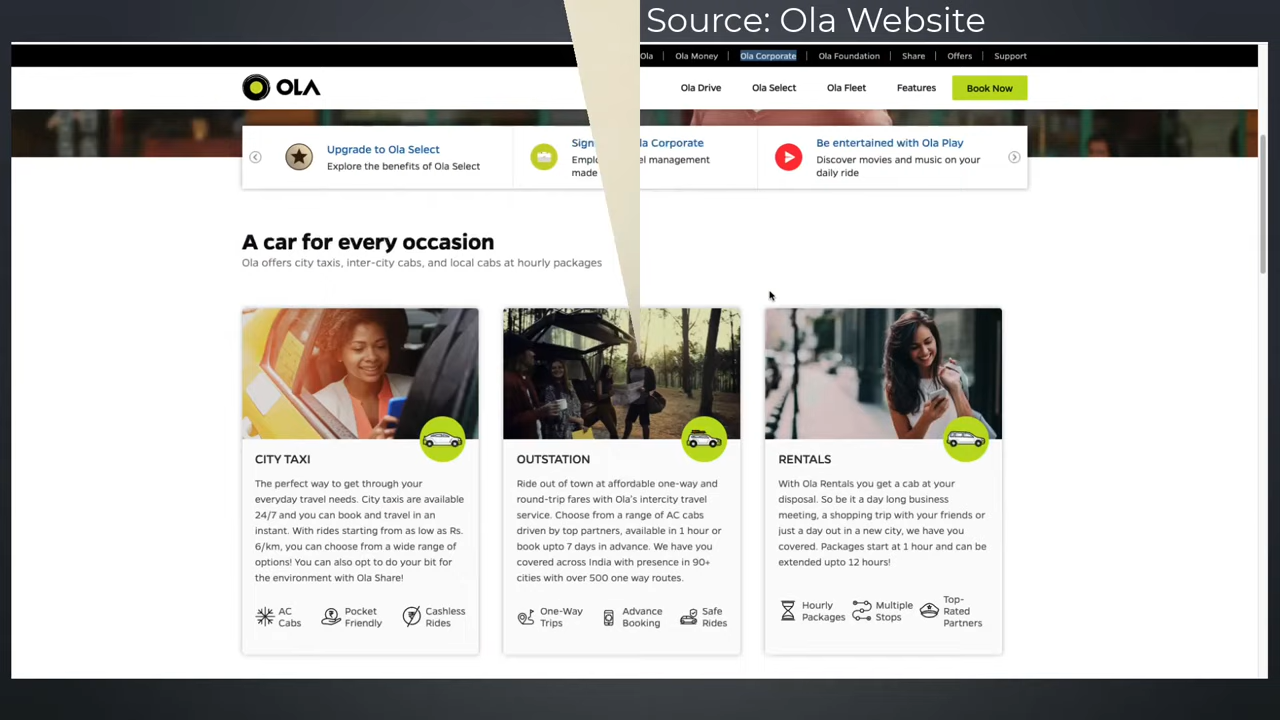 Source: Ola Website
Ola | Ola Money | Ola Corporate | Ola Foundation | Share | Offers | Support
OLA
Ola Drive Ola Select Ola Fleet Features Book Now
Upgrade to Ola Select
Explore the benefits of Ola Select
Sign a Corporate
Emplo el management
made
Be entertained with Ola Play
Discover movies and music on your
daily ride
A car for every occasion
Ola offers city taxis, inter-city cabs, and local cabs at hourly packages
CITY TAXI
The perfect way to get through your
everyday travel needs. City taxis are available
24/7 and you can book and travel in an
instant. With rides starting from as low as Rs.
6/km, you can choose from a wide range of
options! You can also opt to do your bit for
the environment with Ola Share!
AC
Cabs
Pocket
Friendly
Cashless
Rides
OUTSTATION
Ride out of town at affordable one-way and
round-trip fares with Ola's intercity travel
service. Choose from a range of AC cabs
driven by top partners, available in 1 hour or
book upto 7 days in advance. We have you
covered across India with presence in 90+
cities with over 500 one way routes.
One-Way
Trips
Advance
Booking
Safe
Rides
RENTALS
With Ola Rentals you get a cab at your
disposal. So be it a day long business
meeting, a shopping trip with your friends or
just a day out in a new city, we have you
covered. Packages start at 1 hour and can be
extended upto 12 hours!
Hourly
Packages
Multiple
Stops
Top-
Rated
Partners